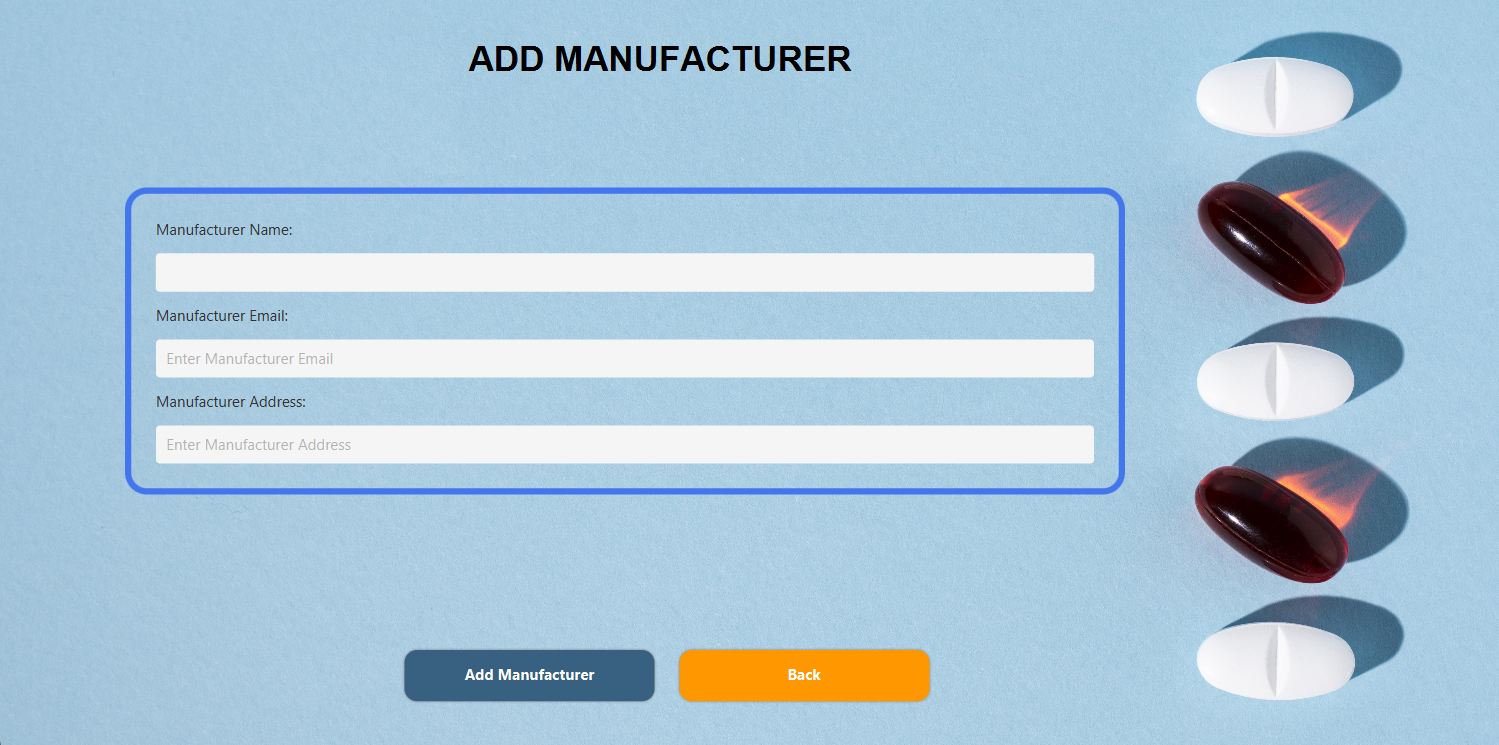 ADD MANUFACTURER
Manufacturer Name:
Manufacturer Email:
Enter Manufacturer Email
Manufacturer Address:
Enter Manufacturer Address
Add Manufacturer
Back